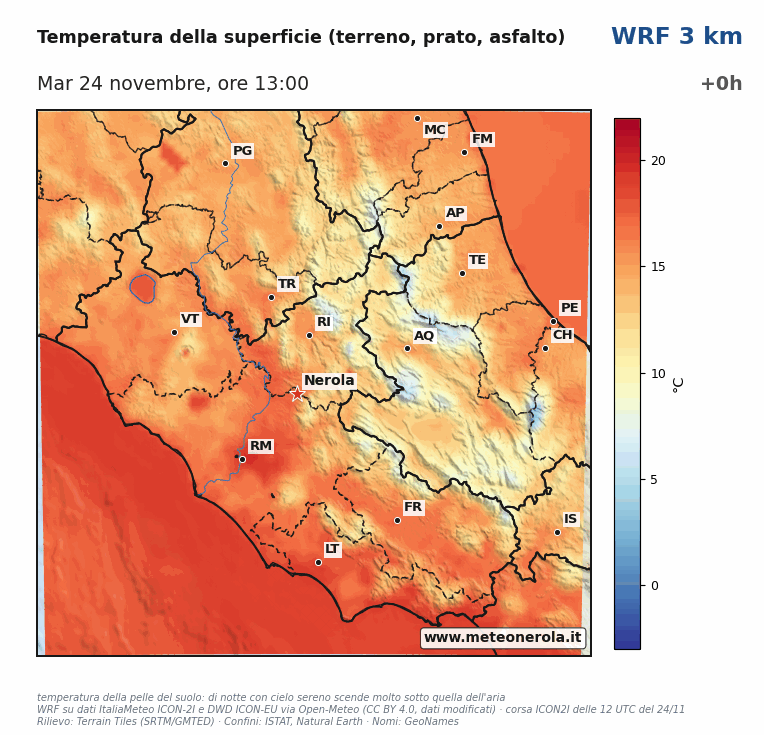 Temperatura della superficie (terreno, prato, asfalto)
WRF 3 km
Mar 24 novembre, ore 13:00
+0h
MC
FM
PG
AP
TE
TR
PE
VT
RI
AQ
CH
Nerola
RM
FR
IS
LT
www.meteonerola.it
20
15
10
5
0
°C
temperatura della pelle del suolo: di notte con cielo sereno scende molto sotto quella dell'aria
WRF su dati ItaliaMeteo ICON-2I e DWD ICON-EU via Open-Meteo (CC BY 4.0, dati modificati) · corsa ICON2I delle 12 UTC del 24/11
Rilievo: Terrain Tiles (SRTM/GMTED) · Confini: ISTAT, Natural Earth · Nomi: GeoNames